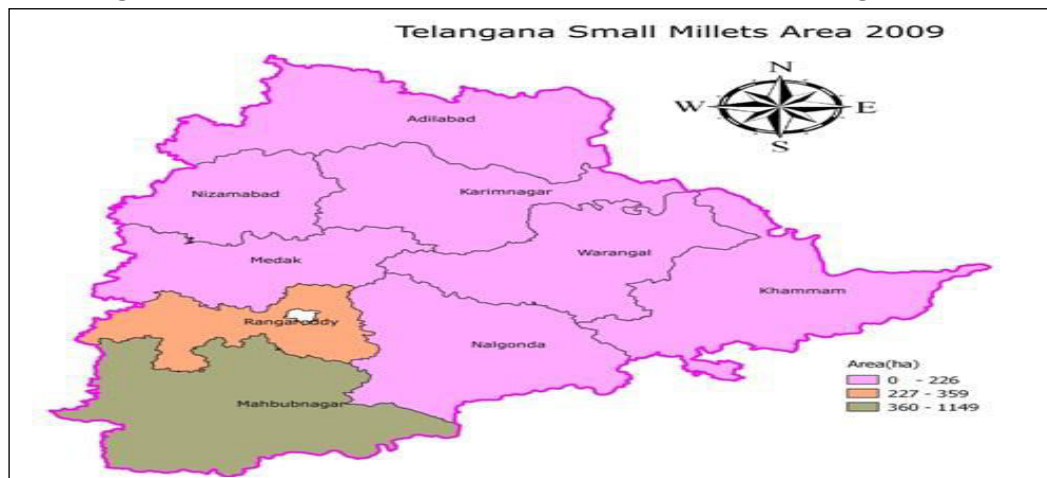 Telangana Small Millets Area 2009
N
W E
S
Adilabad
Nizamabad
Karimnagar
Medak
Warangal
Khammam
Rangareddy
Nalgonda
Mahbubnagar
Area(ha)
0 - 226
227 - 359
360 - 1149